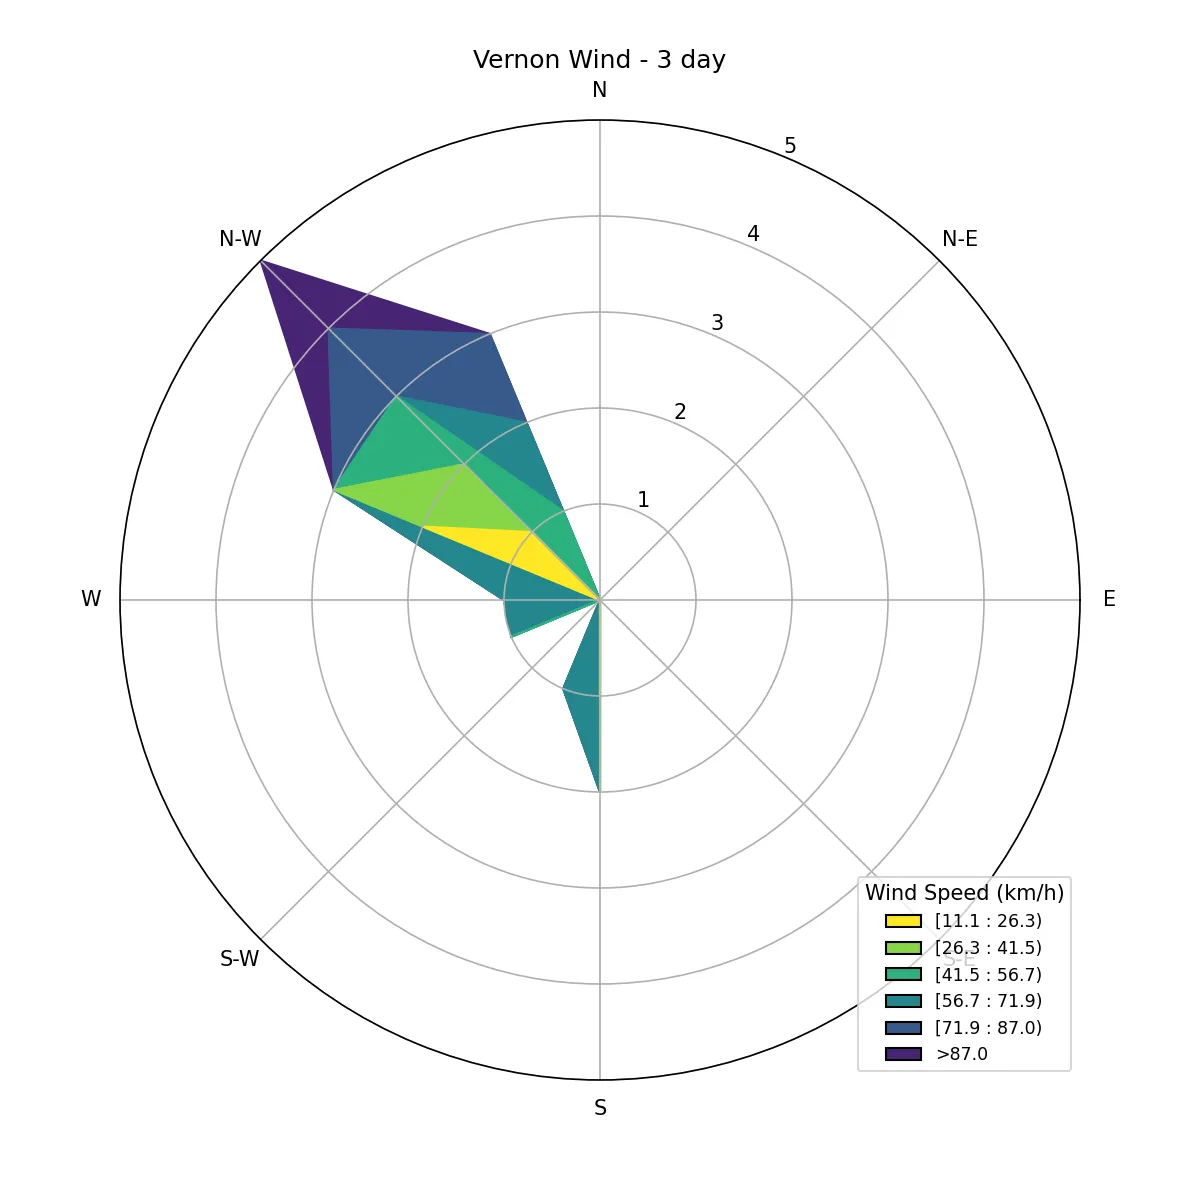 Vernon Wind - 3 day
N
5
N-W
4
N-E
3
2
1
W
E
Wind Speed (km/h)
[11.1 : 26.3)
[26.3 : 41.5)
S-W
S-E
[41.5 : 56.7)
[56.7 : 71.9)
[71.9 : 87.0)
>87.0
S